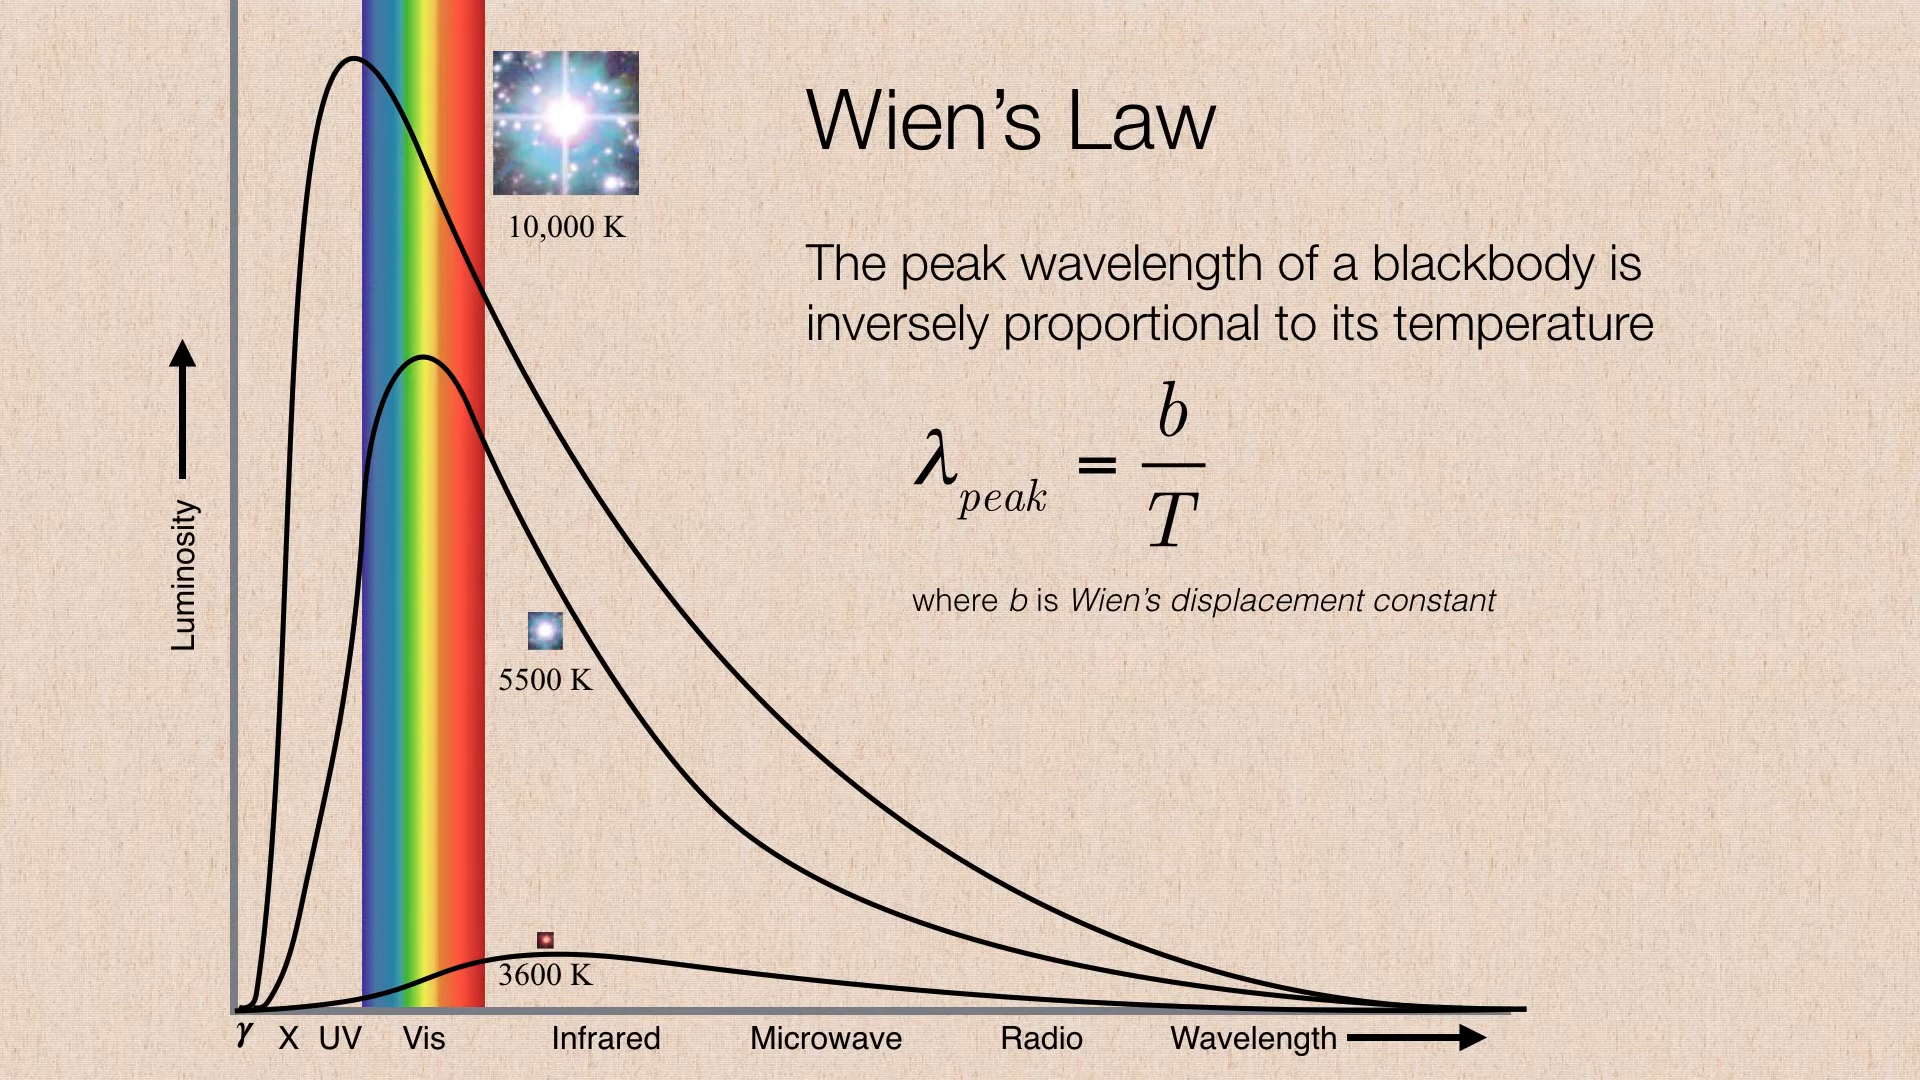 Wien's Law
The peak wavelength of a blackbody is
inversely proportional to its temperature
λpeak = b/T
where b is Wien's displacement constant
10,000 K
5500 K
3600 K
Luminosity
γ X UV Vis Infrared Microwave Radio Wavelength